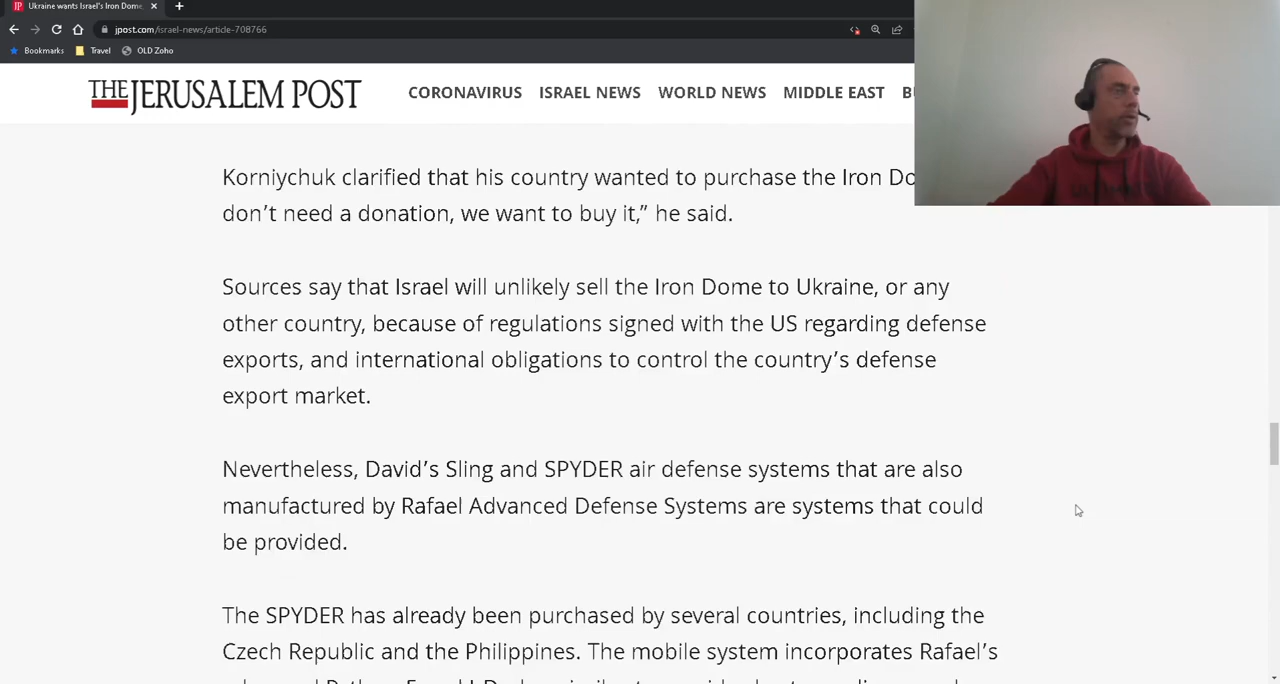 Ukraine wants Israel's Iron Dome
jpost.com/israel-news/article-708766
Bookmarks Travel OLD Zoho
THE JERUSALEM POST CORONAVIRUS ISRAEL NEWS WORLD NEWS MIDDLE EAST
Korniychuk clarified that his country wanted to purchase the Iron
don’t need a donation, we want to buy it,” he said.
Sources say that Israel will unlikely sell the Iron Dome to Ukraine, or any
other country, because of regulations signed with the US regarding defense
exports, and international obligations to control the country’s defense
export market.
Nevertheless, David’s Sling and SPYDER air defense systems that are also
manufactured by Rafael Advanced Defense Systems are systems that could
be provided.
The SPYDER has already been purchased by several countries, including the
Czech Republic and the Philippines. The mobile system incorporates Rafael’s